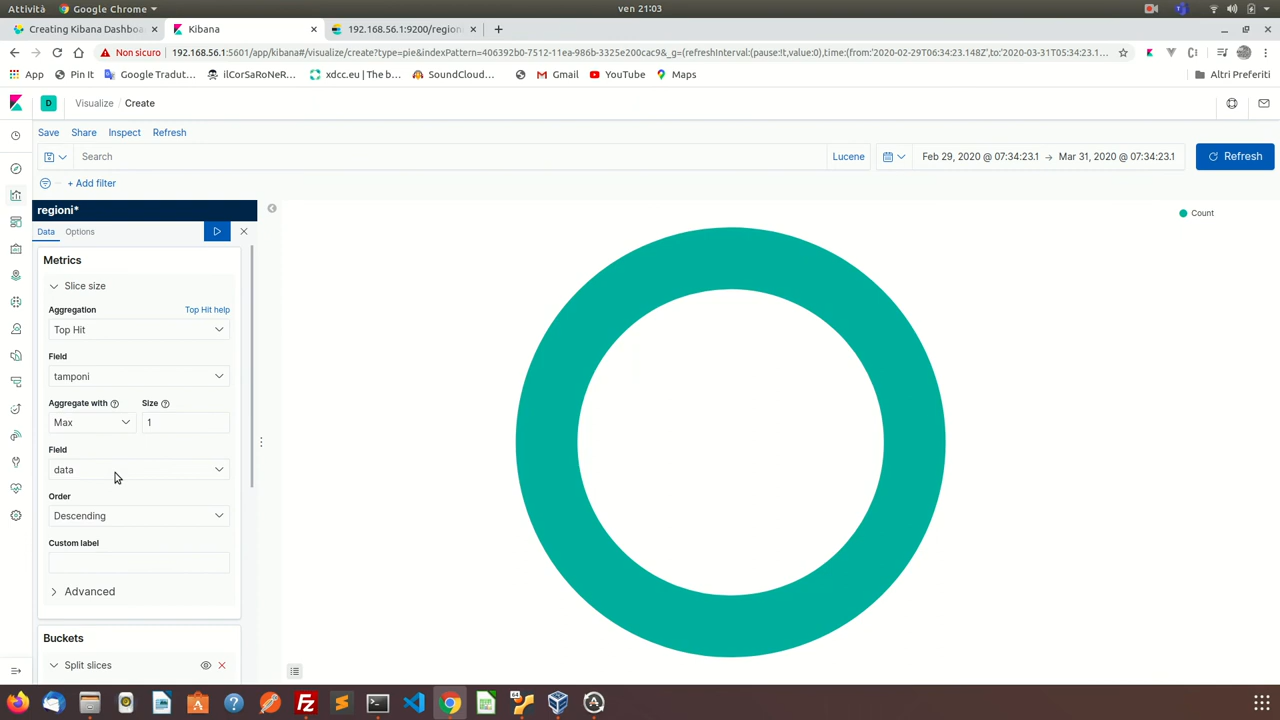 Attività
Google Chrome
ven 21:03
Creating Kibana Dashboa
Kibana
192.168.56.1:9200/region
Non sicuro
192.168.56.1:5601/app/kibana#/visualize/create?type=pie&indexPattern=406392b0-7512-11ea-986b-3325e200cac9&_g=(refreshInterval:(pause:!t,value:0),time:(from:'2020-02-29T06:34:23.148Z',to:'2020-03-31T05:34:23.1...
App
Pin It
Google Tradut...
ilCorSaRoNeR...
xdcc.eu | The b...
SoundCloud...
Gmail
YouTube
Maps
Altri Preferiti
D
Visualize
Create
Save
Share
Inspect
Refresh
Search
Lucene
Feb 29, 2020 @ 07:34:23.1 → Mar 31, 2020 @ 07:34:23.1
Refresh
+ Add filter
regioni*
Data
Options
Count
Metrics
Slice size
Aggregation
Top Hit help
Top Hit
Field
tamponi
Aggregate with
Size
Max
1
Field
data
Order
Descending
Custom label
Advanced
Buckets
Split slices